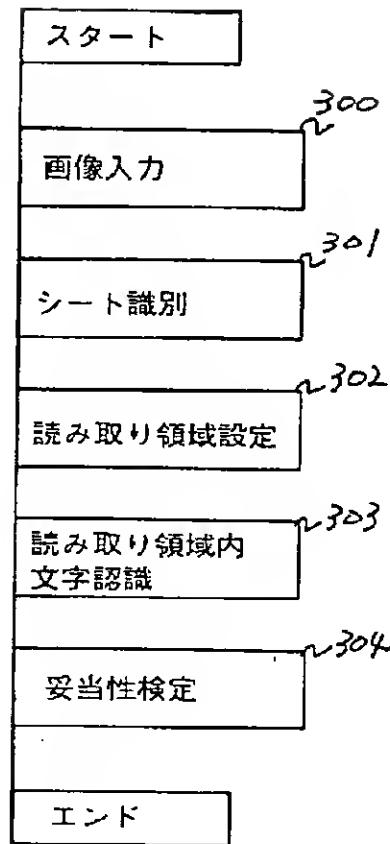 スタート
300
画像入力
301
シート識別
302
読み取り領域設定
303
読み取り領域内
文字認識
304
妥当性検定
エンド